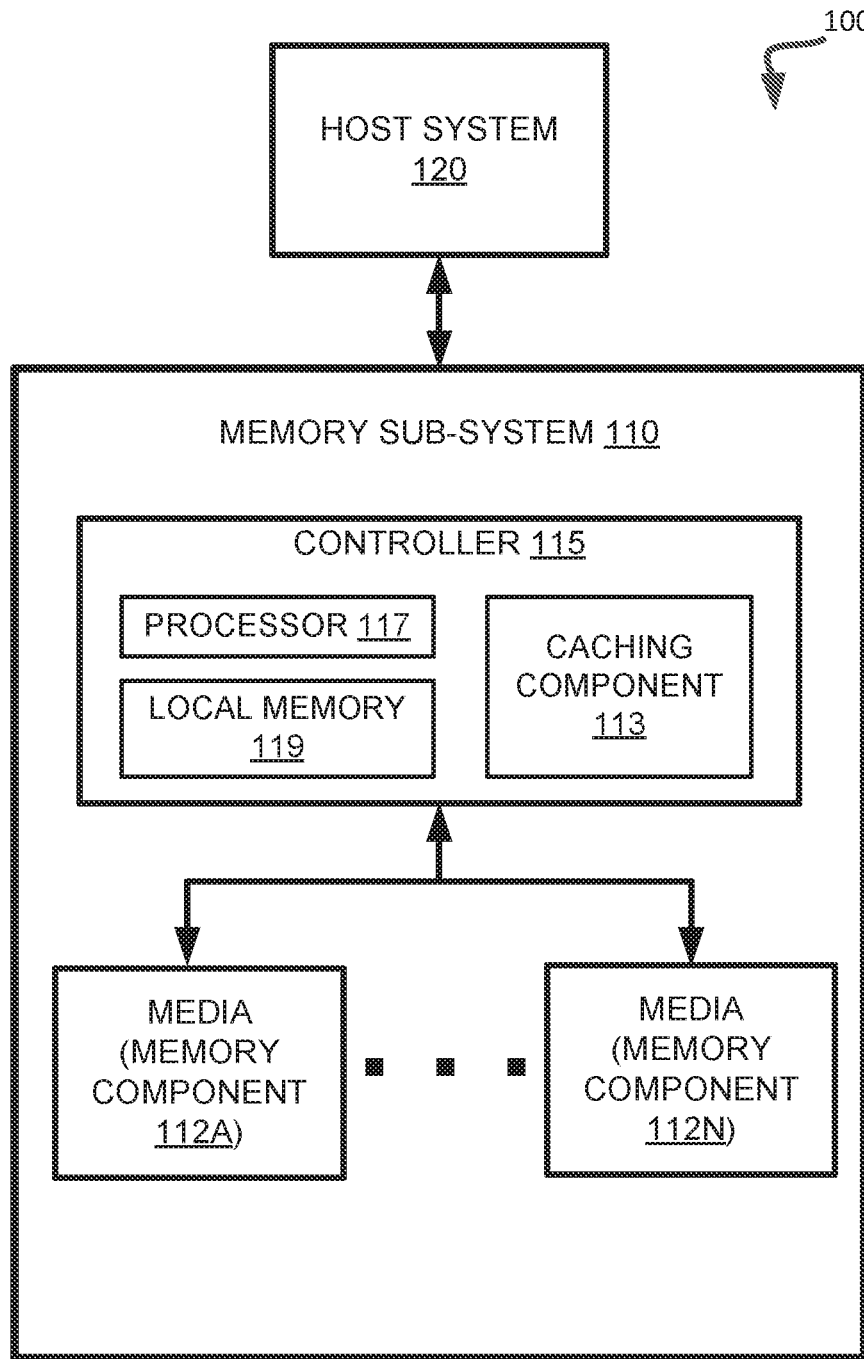 100
HOST SYSTEM
120
MEMORY SUB-SYSTEM 110
CONTROLLER 115
PROCESSOR 117
LOCAL MEMORY
119
CACHING
COMPONENT
113
MEDIA
(MEMORY
COMPONENT
112A)
MEDIA
(MEMORY
COMPONENT
112N)